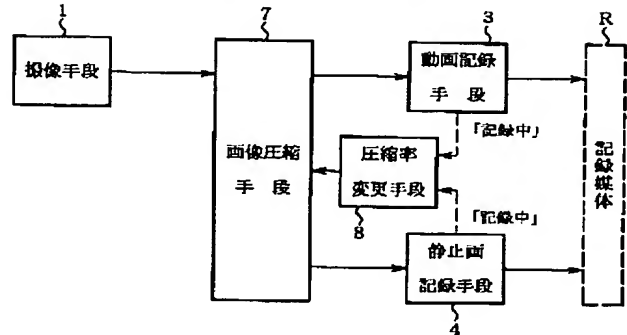 1
7
3
R
撮像手段
画像圧縮
手　段
動画記録
手　段
「記録中」
圧縮率
変更手段
8
「記録中」
静止画
記録手段
4
記録媒体